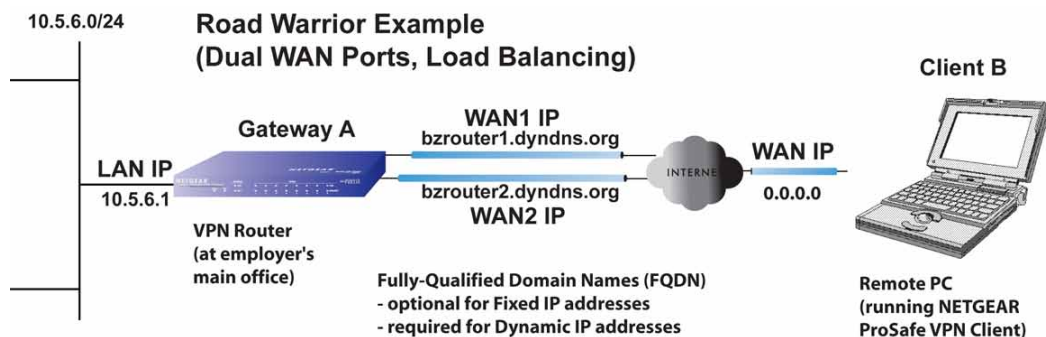 10.5.6.0/24
Road Warrior Example
(Dual WAN Ports, Load Balancing)
Client B
Gateway A
WAN1 IP
bzrouter1.dyndns.org
LAN IP
10.5.6.1
NETGEAR
NETGEAR
INTERNE
WAN IP
0.0.0.0
bzrouter2.dyndns.org
WAN2 IP
VPN Router
(at employer's
main office)
Fully-Qualified Domain Names (FQDN)
- optional for Fixed IP addresses
- required for Dynamic IP addresses
Remote PC
(running NETGEAR
ProSafe VPN Client)